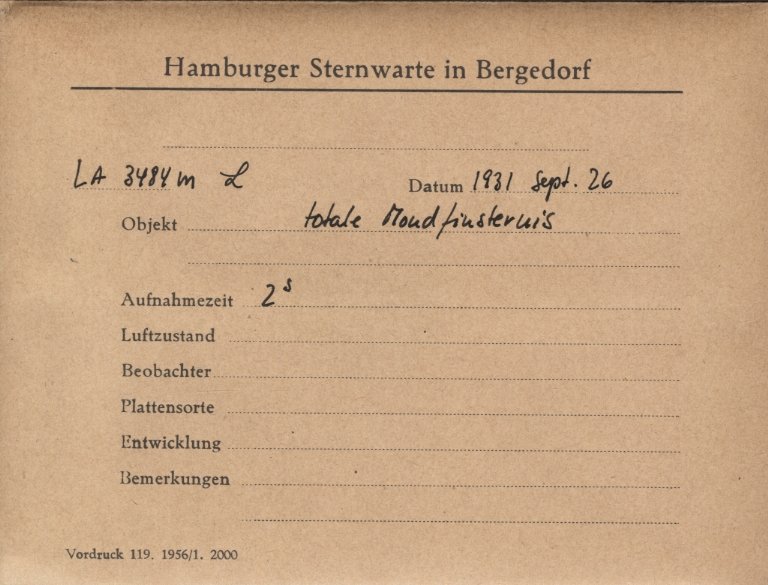 Hamburger Sternwarte in Bergedorf
LA 3484 m L Datum 1931 Sept. 26
Objekt totale Mondfinsternis
Aufnahmezeit 2s
Luftzustand
Beobachter
Plattensorte
Entwicklung
Bemerkungen
Vordruck 119. 1956/1. 2000